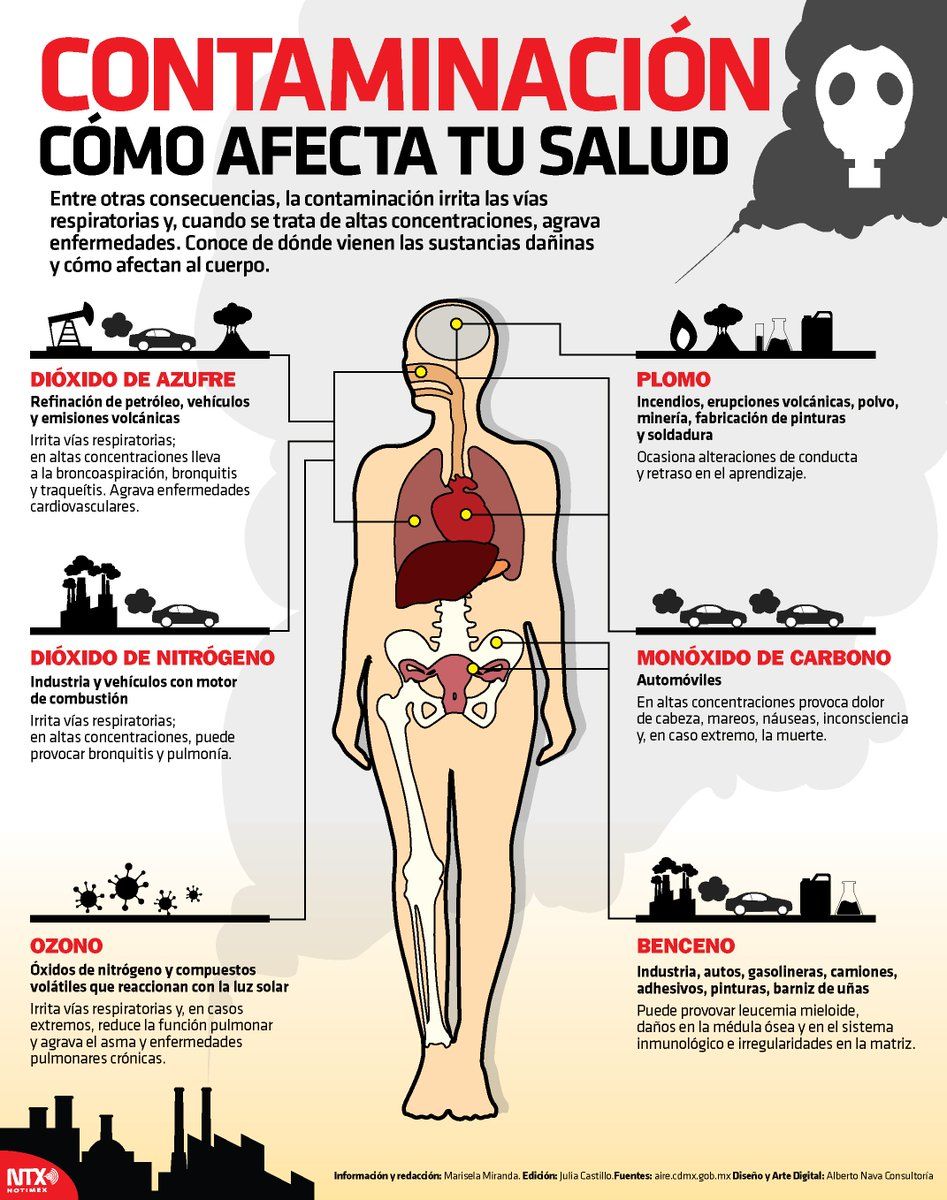 CONTAMINACIÓN
CÓMO AFECTA TU SALUD
Entre otras consecuencias, la contaminación irrita las vías
respiratorias y, cuando se trata de altas concentraciones, agrava
enfermedades. Conoce de dónde vienen las sustancias dañinas
y cómo afectan al cuerpo.
DIÓXIDO DE AZUFRE
Refinación de petróleo, vehículos
y emisiones volcánicas
Irrita vías respiratorias;
en altas concentraciones lleva
a la broncoaspiración, bronquitis
y traqueítis. Agrava enfermedades
cardiovasculares.
DIÓXIDO DE NITRÓGENO
Industria y vehículos con motor
de combustión
Irrita vías respiratorias;
en altas concentraciones, puede
provocar bronquitis y pulmonía.
OZONO
Óxidos de nitrógeno y compuestos
volátiles que reaccionan con la luz solar
Irrita vías respiratorias y, en casos
extremos, reduce la función pulmonar
y agrava el asma y enfermedades
pulmonares crónicas.
PLOMO
Incendios, erupciones volcánicas, polvo,
minería, fabricación de pinturas
y soldadura
Ocasiona alteraciones de conducta
y retraso en el aprendizaje.
MONÓXIDO DE CARBONO
Automóviles
En altas concentraciones provoca dolor
de cabeza, mareos, náuseas, inconsciencia
y, en caso extremo, la muerte.
BENCENO
Industria, autos, gasolineras, camiones,
adhesivos, pinturas, barniz de uñas
Puede provovar leucemia mieloide,
daños en la médula ósea y en el sistema
inmunológico e irregularidades en la matriz.
NTX
NOTIMEX
Información y redacción: Marisela Miranda. Edición: Julia Castillo. Fuentes: aire.cdmx.gob.mx Diseño y Arte Digital: Alberto Nava Consultoría